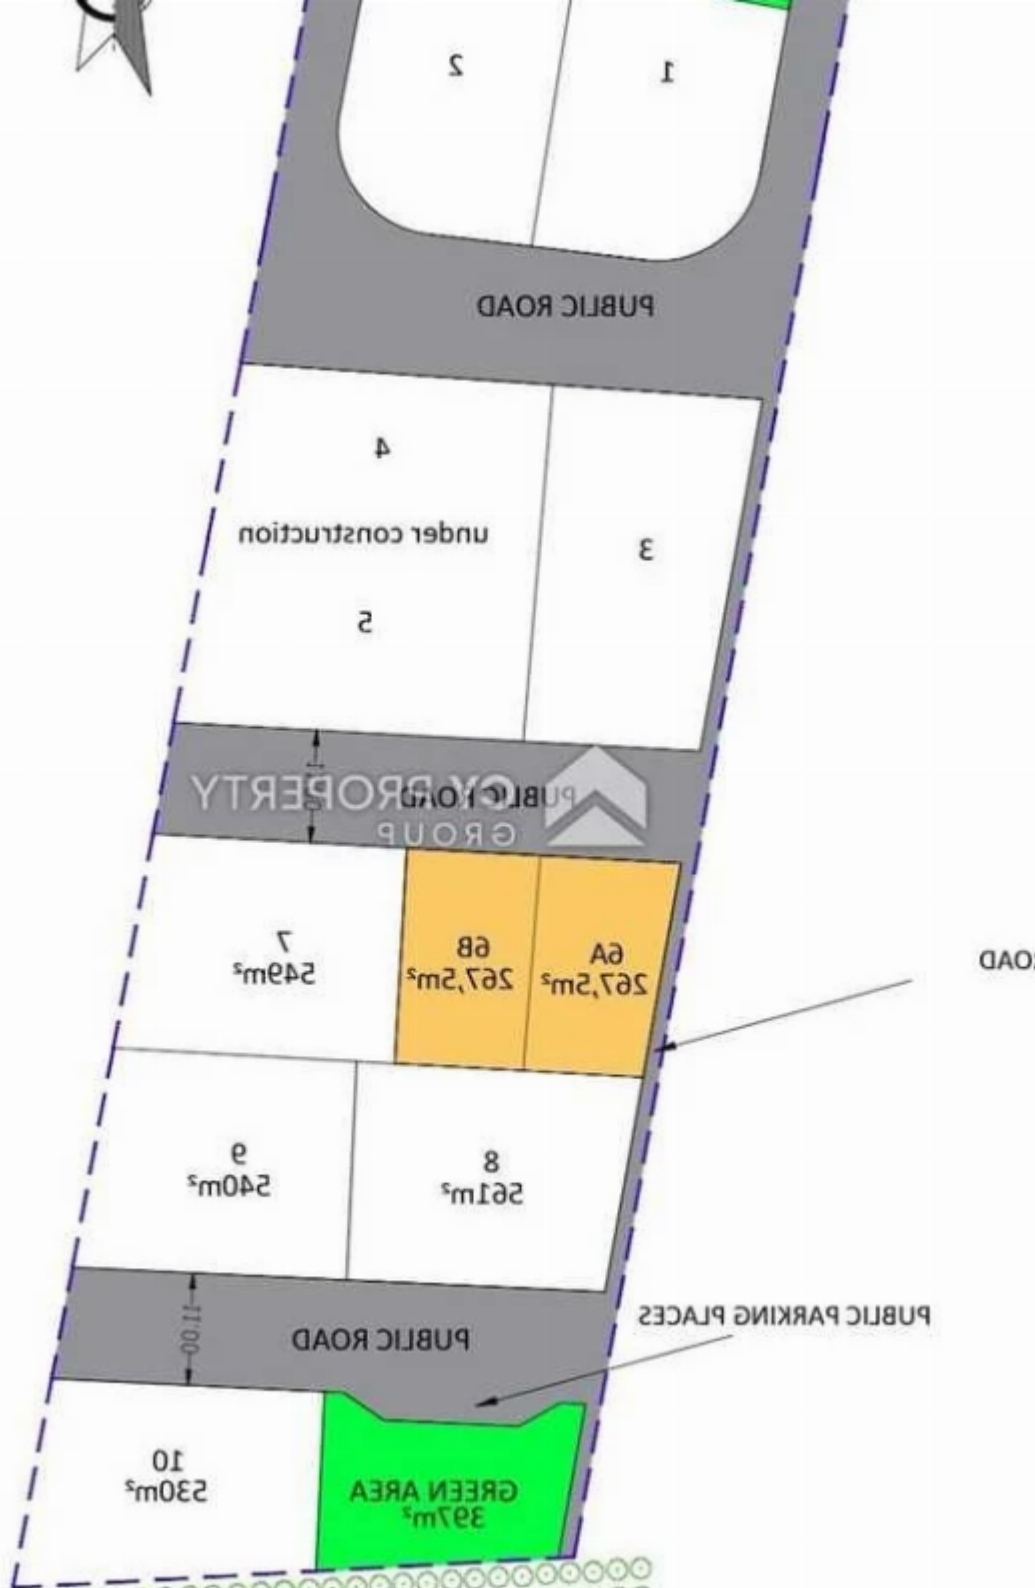 2
1
PUBLIC ROAD
4
under construction
3
5
PUBLIC ROAD
CY PROPERTY
GROUP
7
549m²
6B
267,5m²
6A
267,5m²
9
540m²
8
561m²
11.00
PUBLIC ROAD
PUBLIC PARKING PLACES
10
530m²
GREEN AREA
397m²